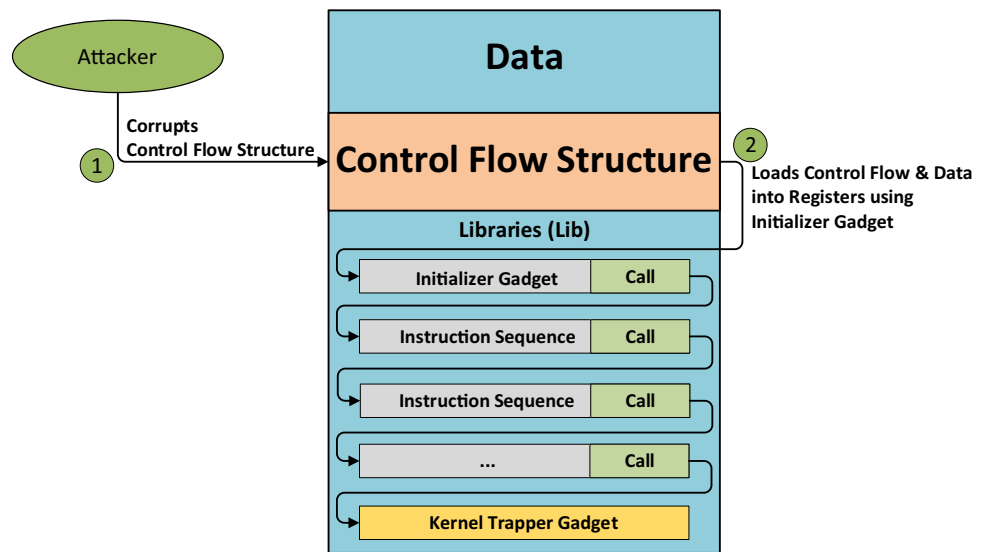 Attacker
Data
1
Corrupts
Control Flow Structure
Control Flow Structure
2
Loads Control Flow & Data
into Registers using
Initializer Gadget
Libraries (Lib)
Initializer Gadget Call
Instruction Sequence Call
Instruction Sequence Call
... Call
Kernel Trapper Gadget